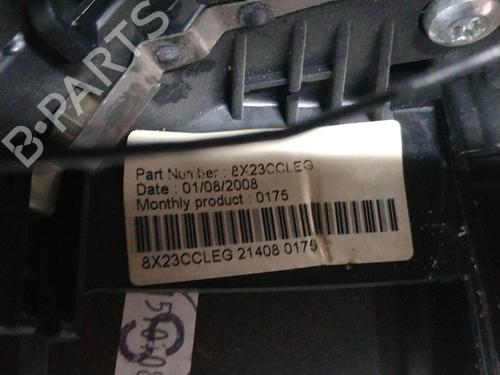 B-PARTS
Part Number : 8X23CCLEG
Date : 01/08/2008
Monthly product : 0175
8X23CCLEG 21408 0175